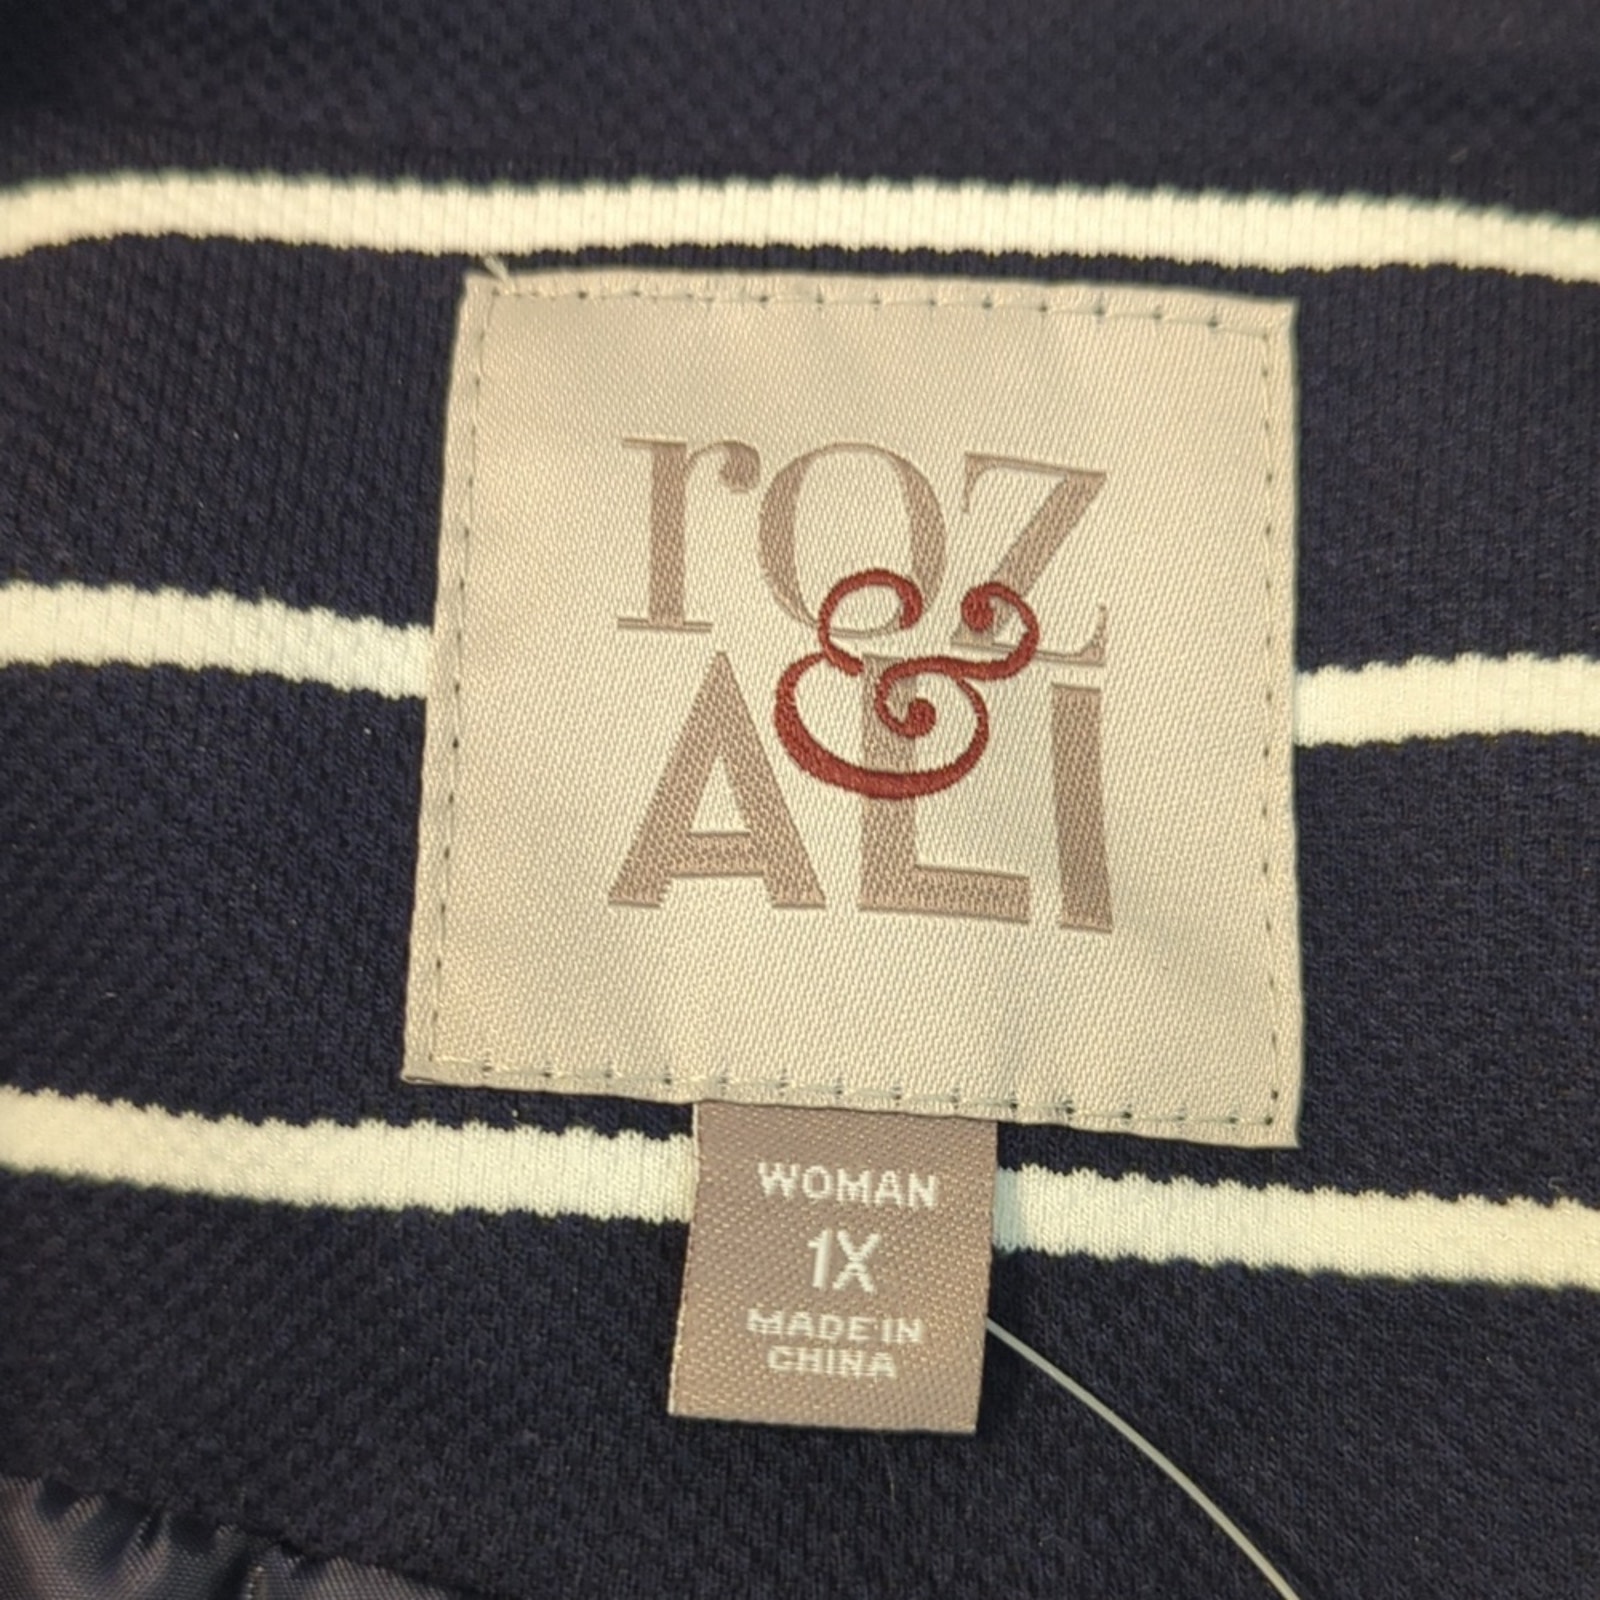 roz
&
ALI
WOMAN
1X
MADE IN
CHINA